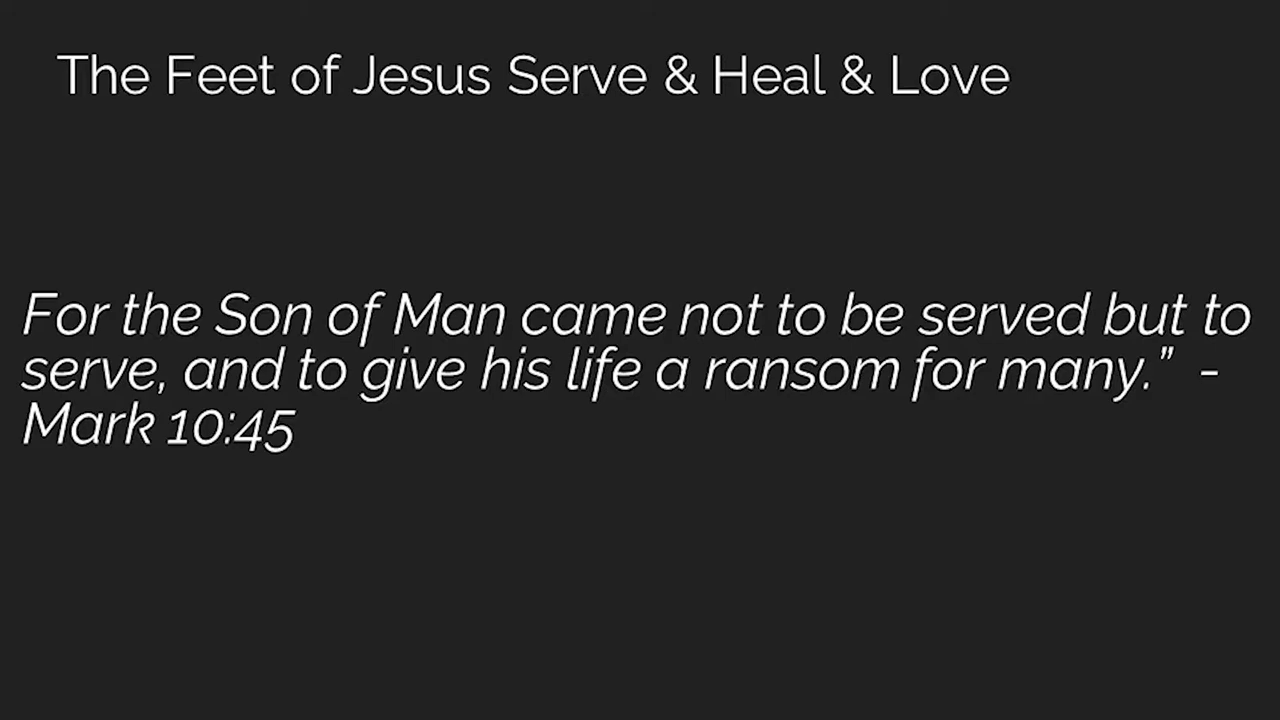 The Feet of Jesus Serve & Heal & Love
For the Son of Man came not to be served but to
serve, and to give his life a ransom for many.”  -
Mark 10:45